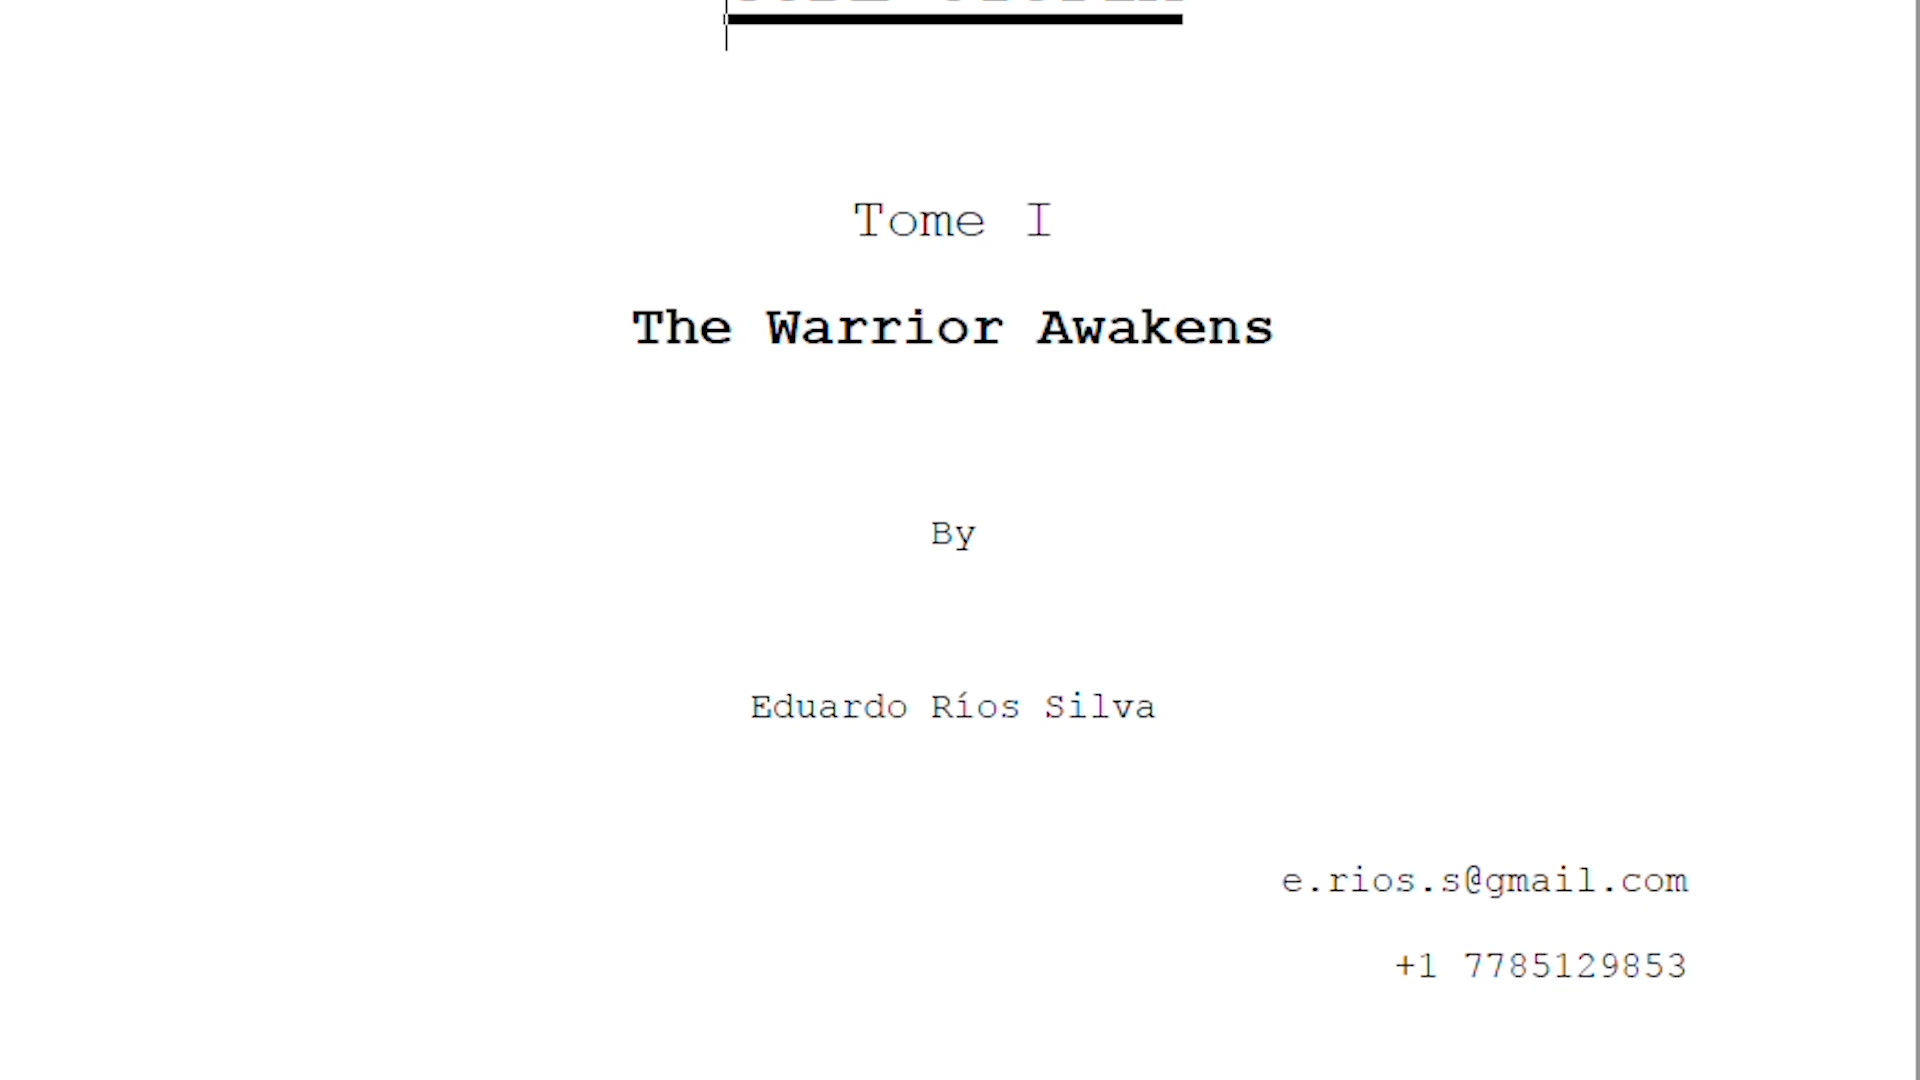 Tome I
The Warrior Awakens
By
Eduardo Ríos Silva
e.rios.s@gmail.com
+1 7785129853